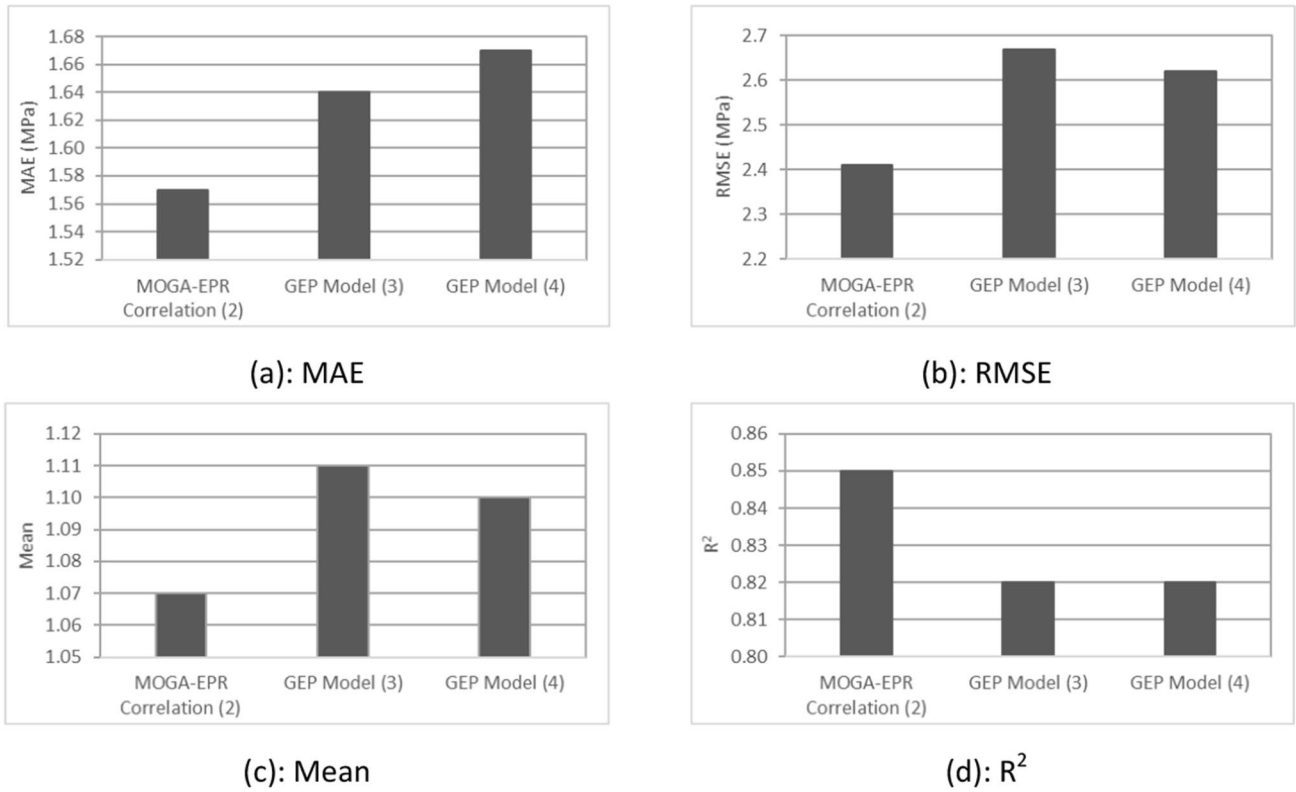 1.68
1.66
1.64
1.62
1.60
1.58
1.56
1.54
1.52
MAE (MPa)
MOGA-EPR
Correlation (2)
GEP Model (3)
GEP Model (4)
(a): MAE
2.7
2.6
2.5
2.4
2.3
2.2
RMSE (MPa)
MOGA-EPR
Correlation (2)
GEP Model (3)
GEP Model (4)
(b): RMSE
1.12
1.11
1.10
1.09
1.08
1.07
1.06
1.05
Mean
MOGA-EPR
Correlation (2)
GEP Model (3)
GEP Model (4)
(c): Mean
0.86
0.85
0.84
0.83
0.82
0.81
0.80
R²
MOGA-EPR
Correlation (2)
GEP Model (3)
GEP Model (4)
(d): R²